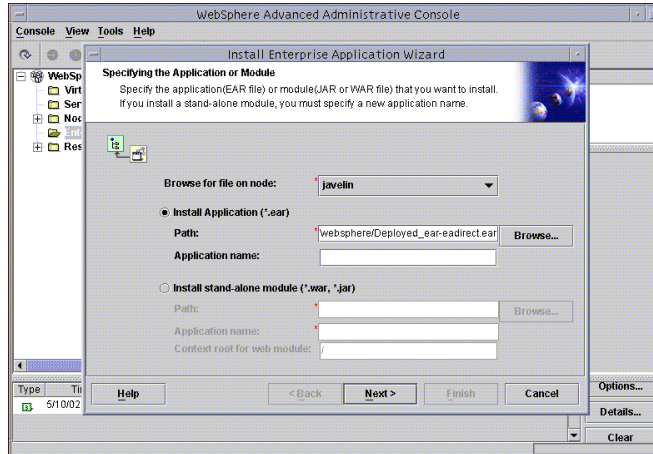 WebSphere Advanced Administrative Console
Console View Tools Help
Install Enterprise Application Wizard
WebSp
Virt
Ser
Noc
Ente
Res
Specifying the Application or Module
Specify the application(EAR file) or module(JAR or WAR file) that you want to install.
If you install a stand-alone module, you must specify a new application name.
Browse for file on node: * javelin
Install Application (*.ear)
Path: * websphere/Deployed_ear-eadirect.ear Browse...
Application name:
Install stand-alone module (*.war, *.jar)
Path: * Browse...
Application name: *
Context root for web module: /
Help < Back Next > Finish Cancel
Type Ti
5/10/02
Options...
Details...
Clear